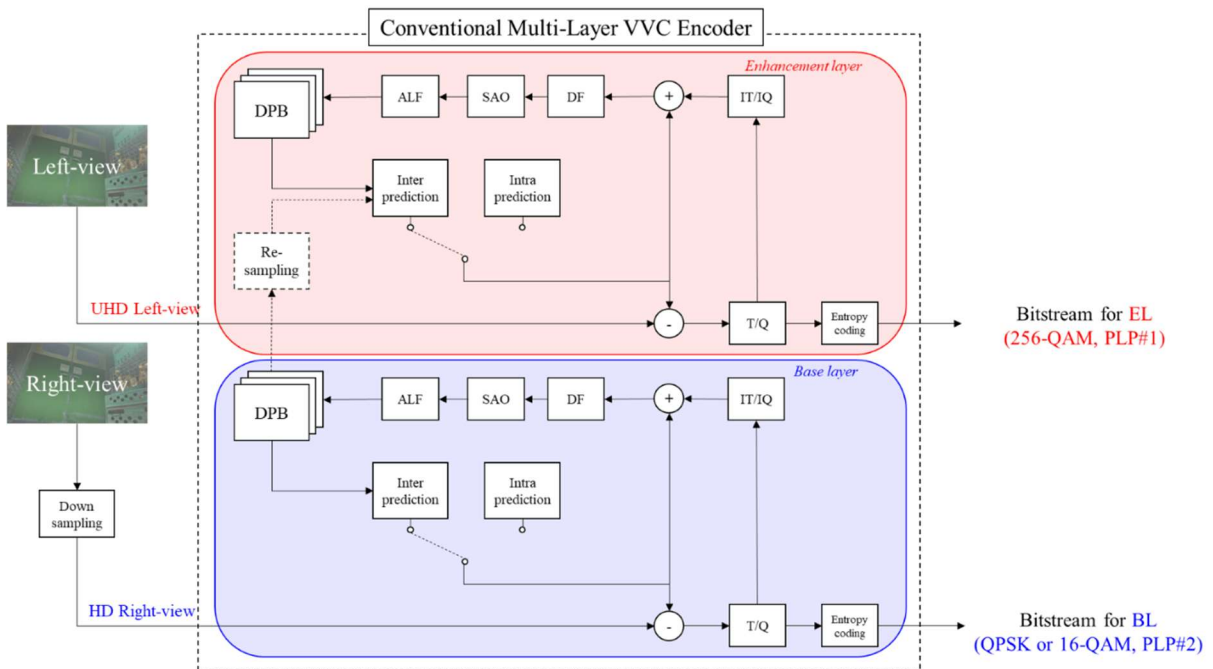 Conventional Multi-Layer VVC Encoder
Enhancement layer
DPB
ALF
SAO
DF
+
IT/IQ
Left-view
Inter
prediction
Intra
prediction
Re-
sampling
UHD Left-view
-
T/Q
Entropy
coding
Bitstream for EL
(256-QAM, PLP#1)
Base layer
Right-view
DPB
ALF
SAO
DF
+
IT/IQ
Inter
prediction
Intra
prediction
Down
sampling
HD Right-view
-
T/Q
Entropy
coding
Bitstream for BL
(QPSK or 16-QAM, PLP#2)